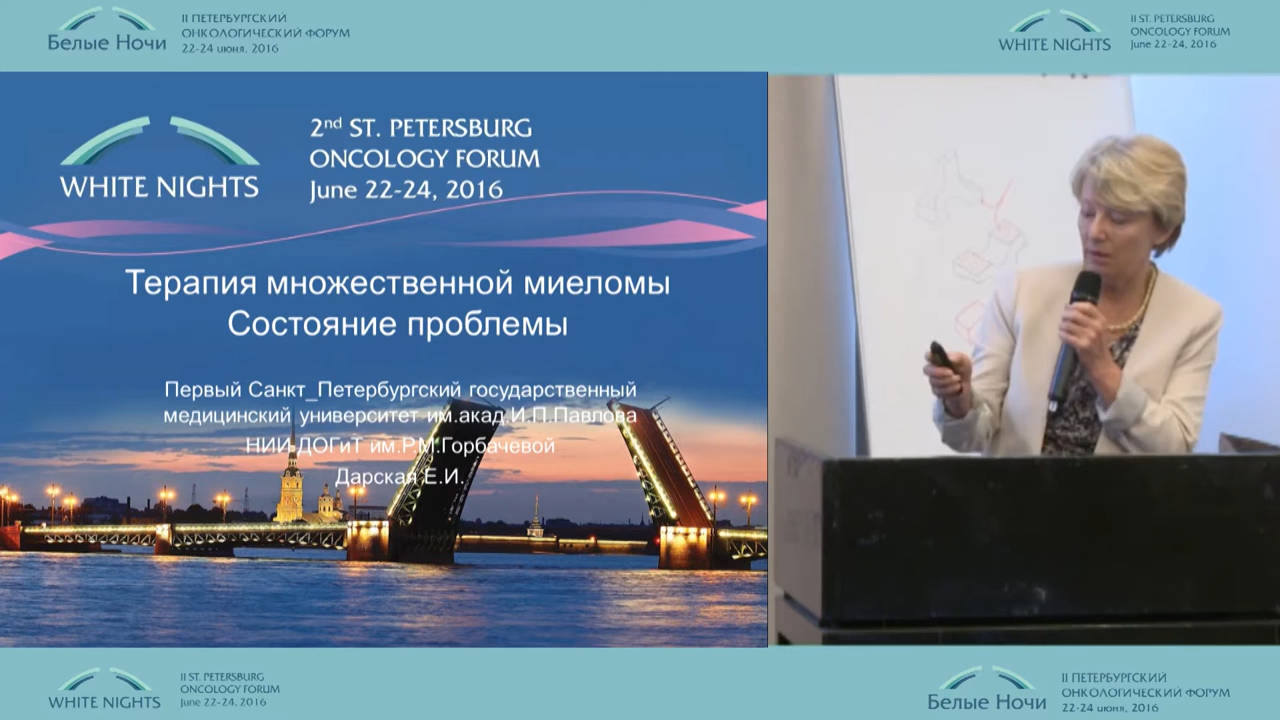 Белые Ночи
II ПЕТЕРБУРГСКИЙ
ОНКОЛОГИЧЕСКИЙ ФОРУМ
22-24 июня, 2016
WHITE NIGHTS
II ST. PETERSBURG
ONCOLOGY FORUM
June 22-24, 2016
WHITE NIGHTS
2nd ST. PETERSBURG
ONCOLOGY FORUM
June 22-24, 2016
Терапия множественной миеломы
Состояние проблемы
Первый Санкт_Петербургский государственный
медицинский университет им.акад.И.П.Павлова
НИИ ДОГиТ им.Р.М.Горбачевой
Дарская Е.И.
WHITE NIGHTS
II ST. PETERSBURG
ONCOLOGY FORUM
June 22-24, 2016
Белые Ночи
II ПЕТЕРБУРГСКИЙ
ОНКОЛОГИЧЕСКИЙ ФОРУМ
22-24 июня, 2016